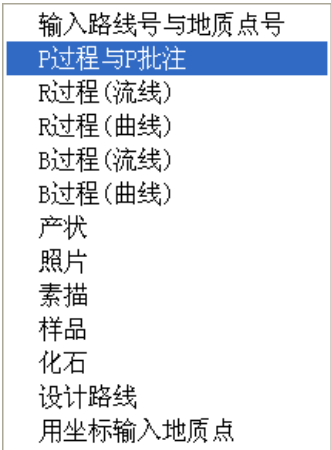 输入路线号与地质点号
P过程与P批注
R过程(流线)
R过程(曲线)
B过程(流线)
B过程(曲线)
产状
照片
素描
样品
化石
设计路线
用坐标输入地质点